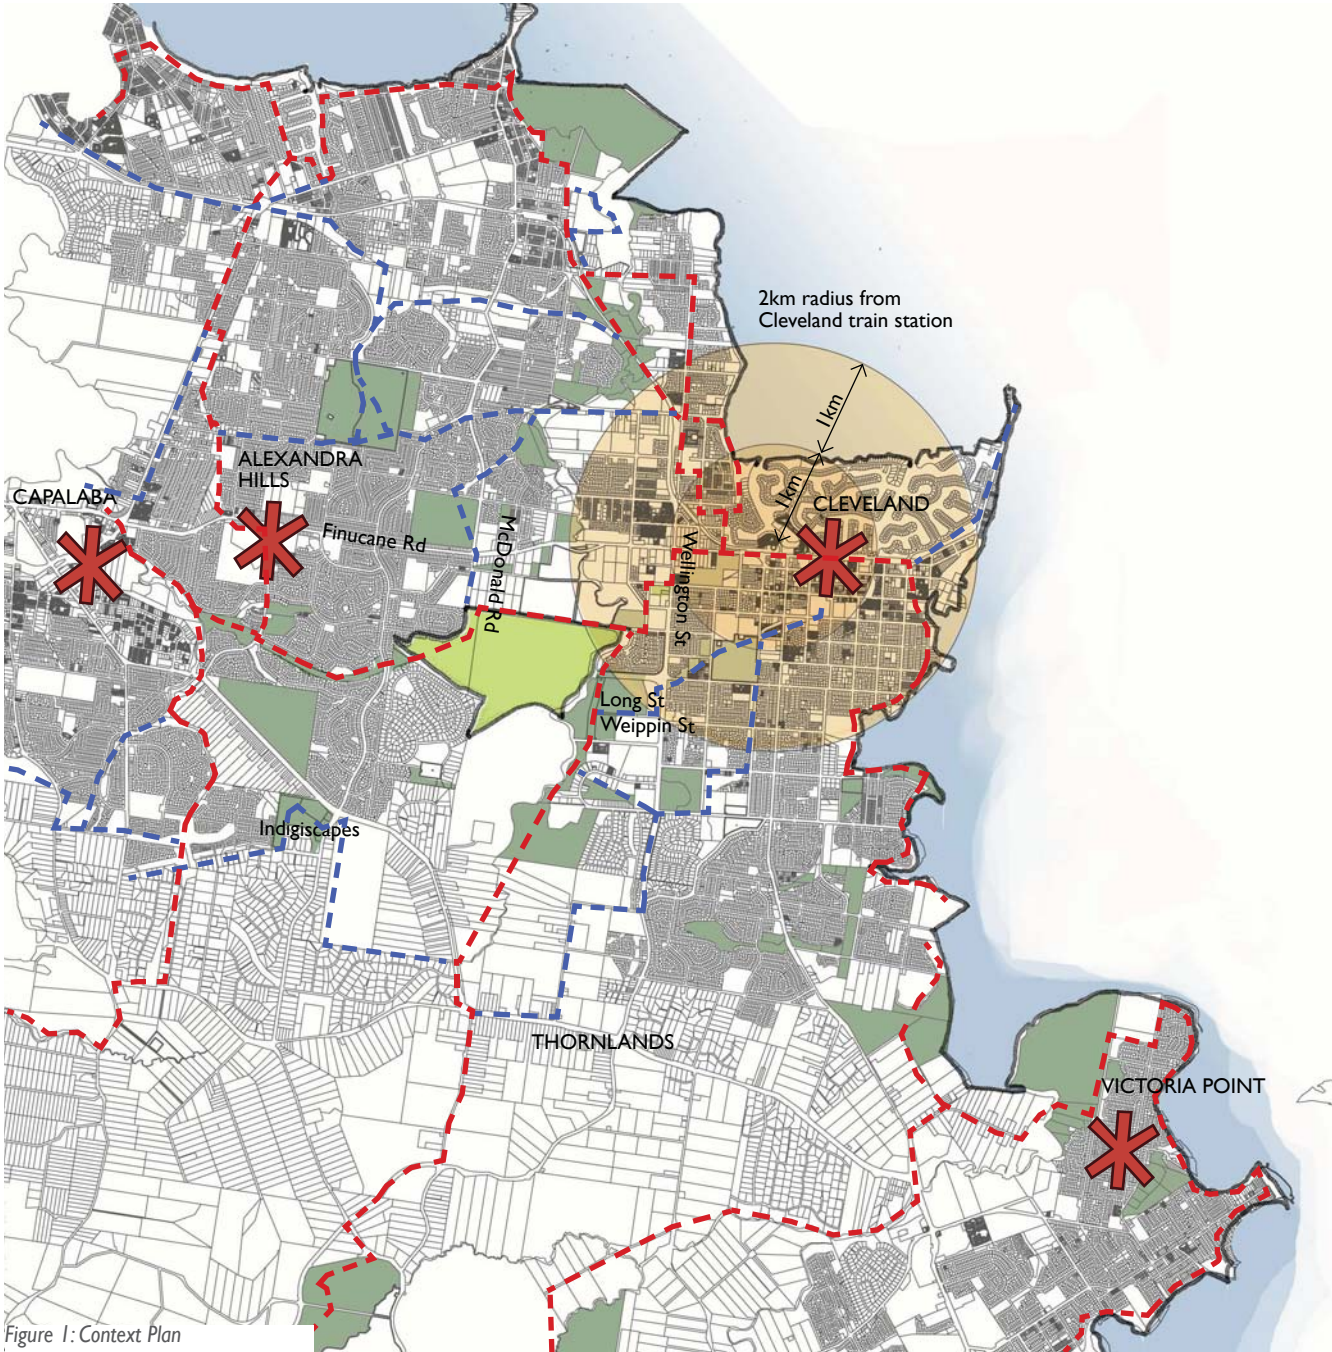 2km radius from
Cleveland train station
1km
1km
ALEXANDRA
HILLS
CAPALABA
CLEVELAND
Finucane Rd
McDonald Rd
Wellington St
Long St
Weippin St
Indigiscapes
THORNLANDS
VICTORIA POINT
Figure 1: Context Plan